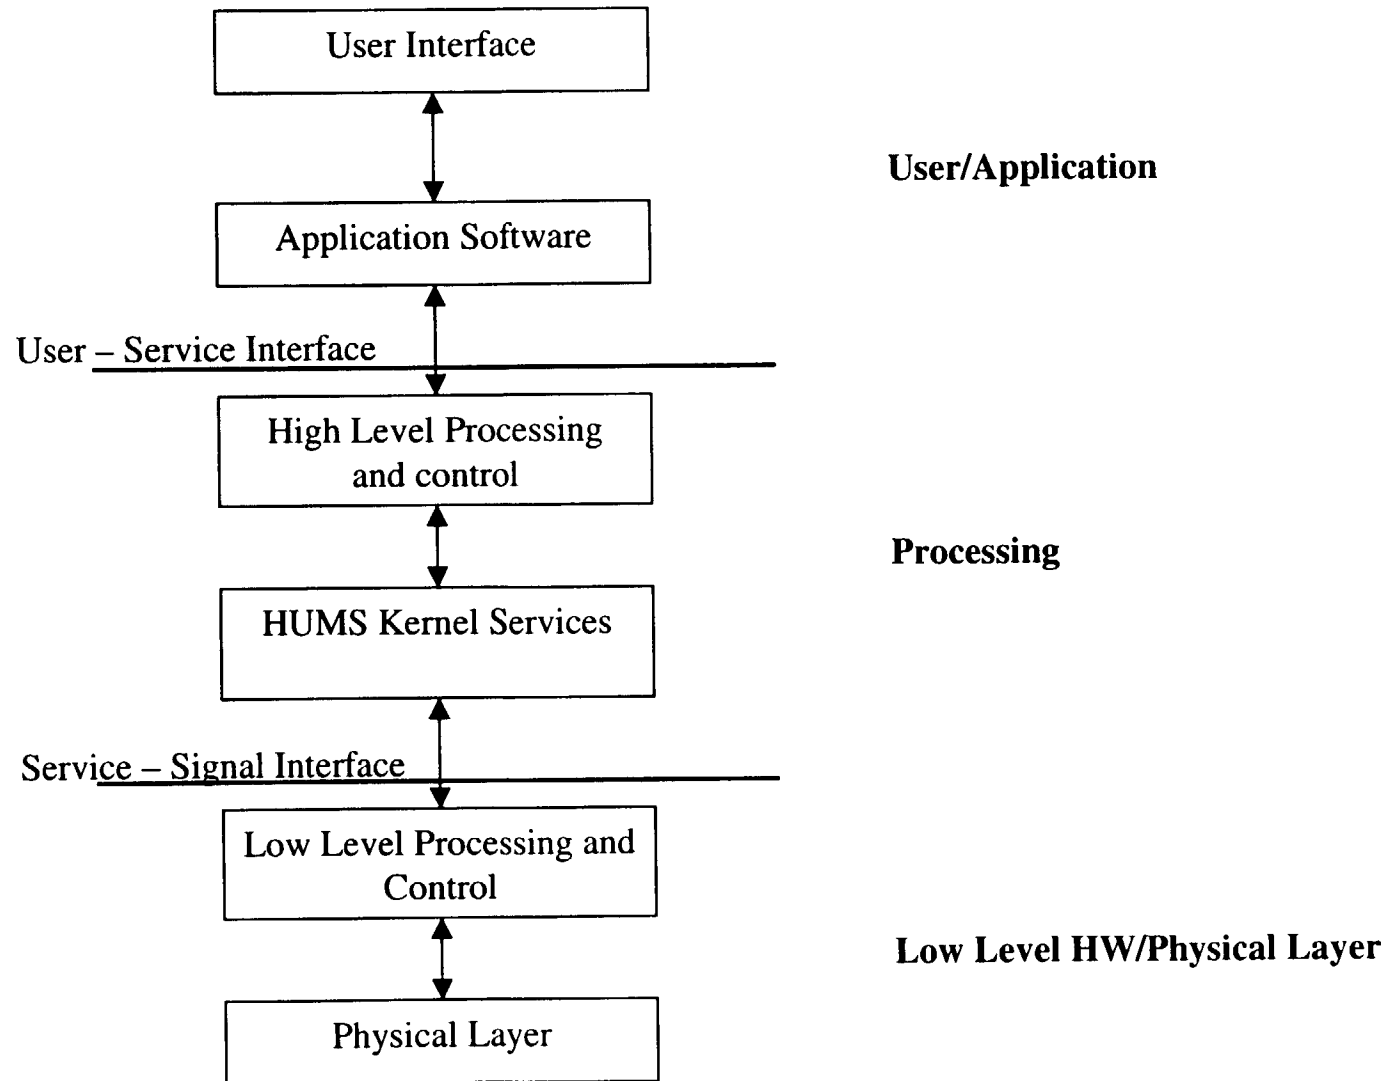 User Interface
User/Application
Application Software
User – Service Interface
High Level Processing
and control
Processing
HUMS Kernel Services
Service – Signal Interface
Low Level Processing and
Control
Low Level HW/Physical Layer
Physical Layer